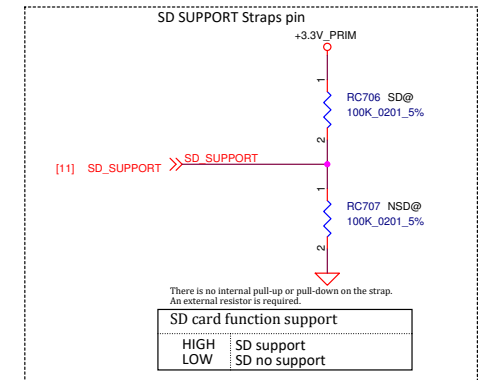 SD SUPPORT Straps pin
+3.3V_PRIM
1
RC706 SD@
100K_0201_5%
2
[11] SD_SUPPORT SD_SUPPORT
1
RC707 NSD@
100K_0201_5%
2
There is no internal pull-up or pull-down on the strap.
An external resistor is required.
SD card function support
HIGH SD support
LOW SD no support